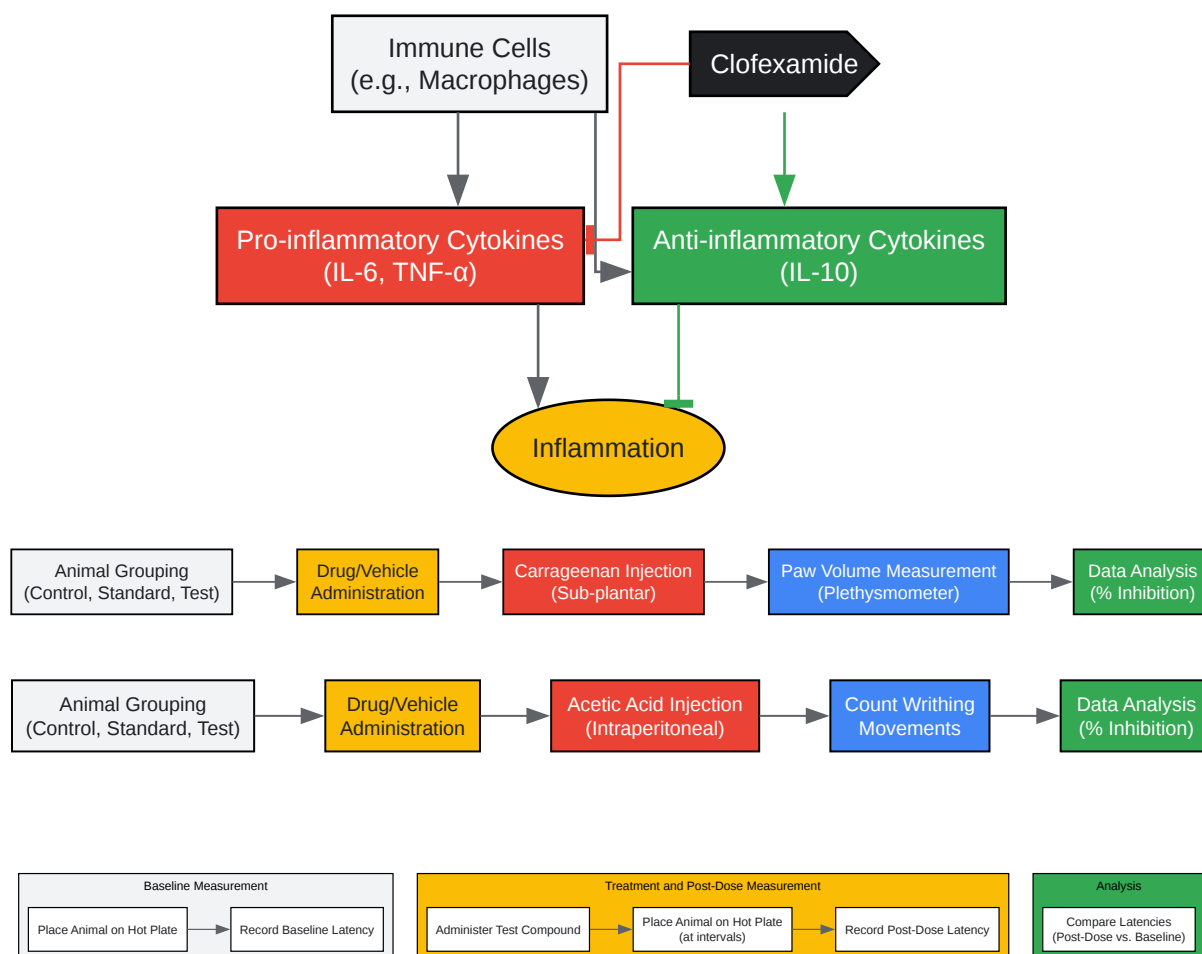 Immune Cells
(e.g., Macrophages)
Clofexamide
Pro-inflammatory Cytokines
(IL-6, TNF-α)
Anti-inflammatory Cytokines
(IL-10)
Inflammation
Animal Grouping
(Control, Standard, Test)
Drug/Vehicle
Administration
Carrageenan Injection
(Sub-plantar)
Paw Volume Measurement
(Plethysmometer)
Data Analysis
(% Inhibition)
Animal Grouping
(Control, Standard, Test)
Drug/Vehicle
Administration
Acetic Acid Injection
(Intraperitoneal)
Count Writhing
Movements
Data Analysis
(% Inhibition)
Baseline Measurement
Place Animal on Hot Plate
Record Baseline Latency
Treatment and Post-Dose Measurement
Administer Test Compound
Place Animal on Hot Plate
(at intervals)
Record Post-Dose Latency
Analysis
Compare Latencies
(Post-Dose vs. Baseline)